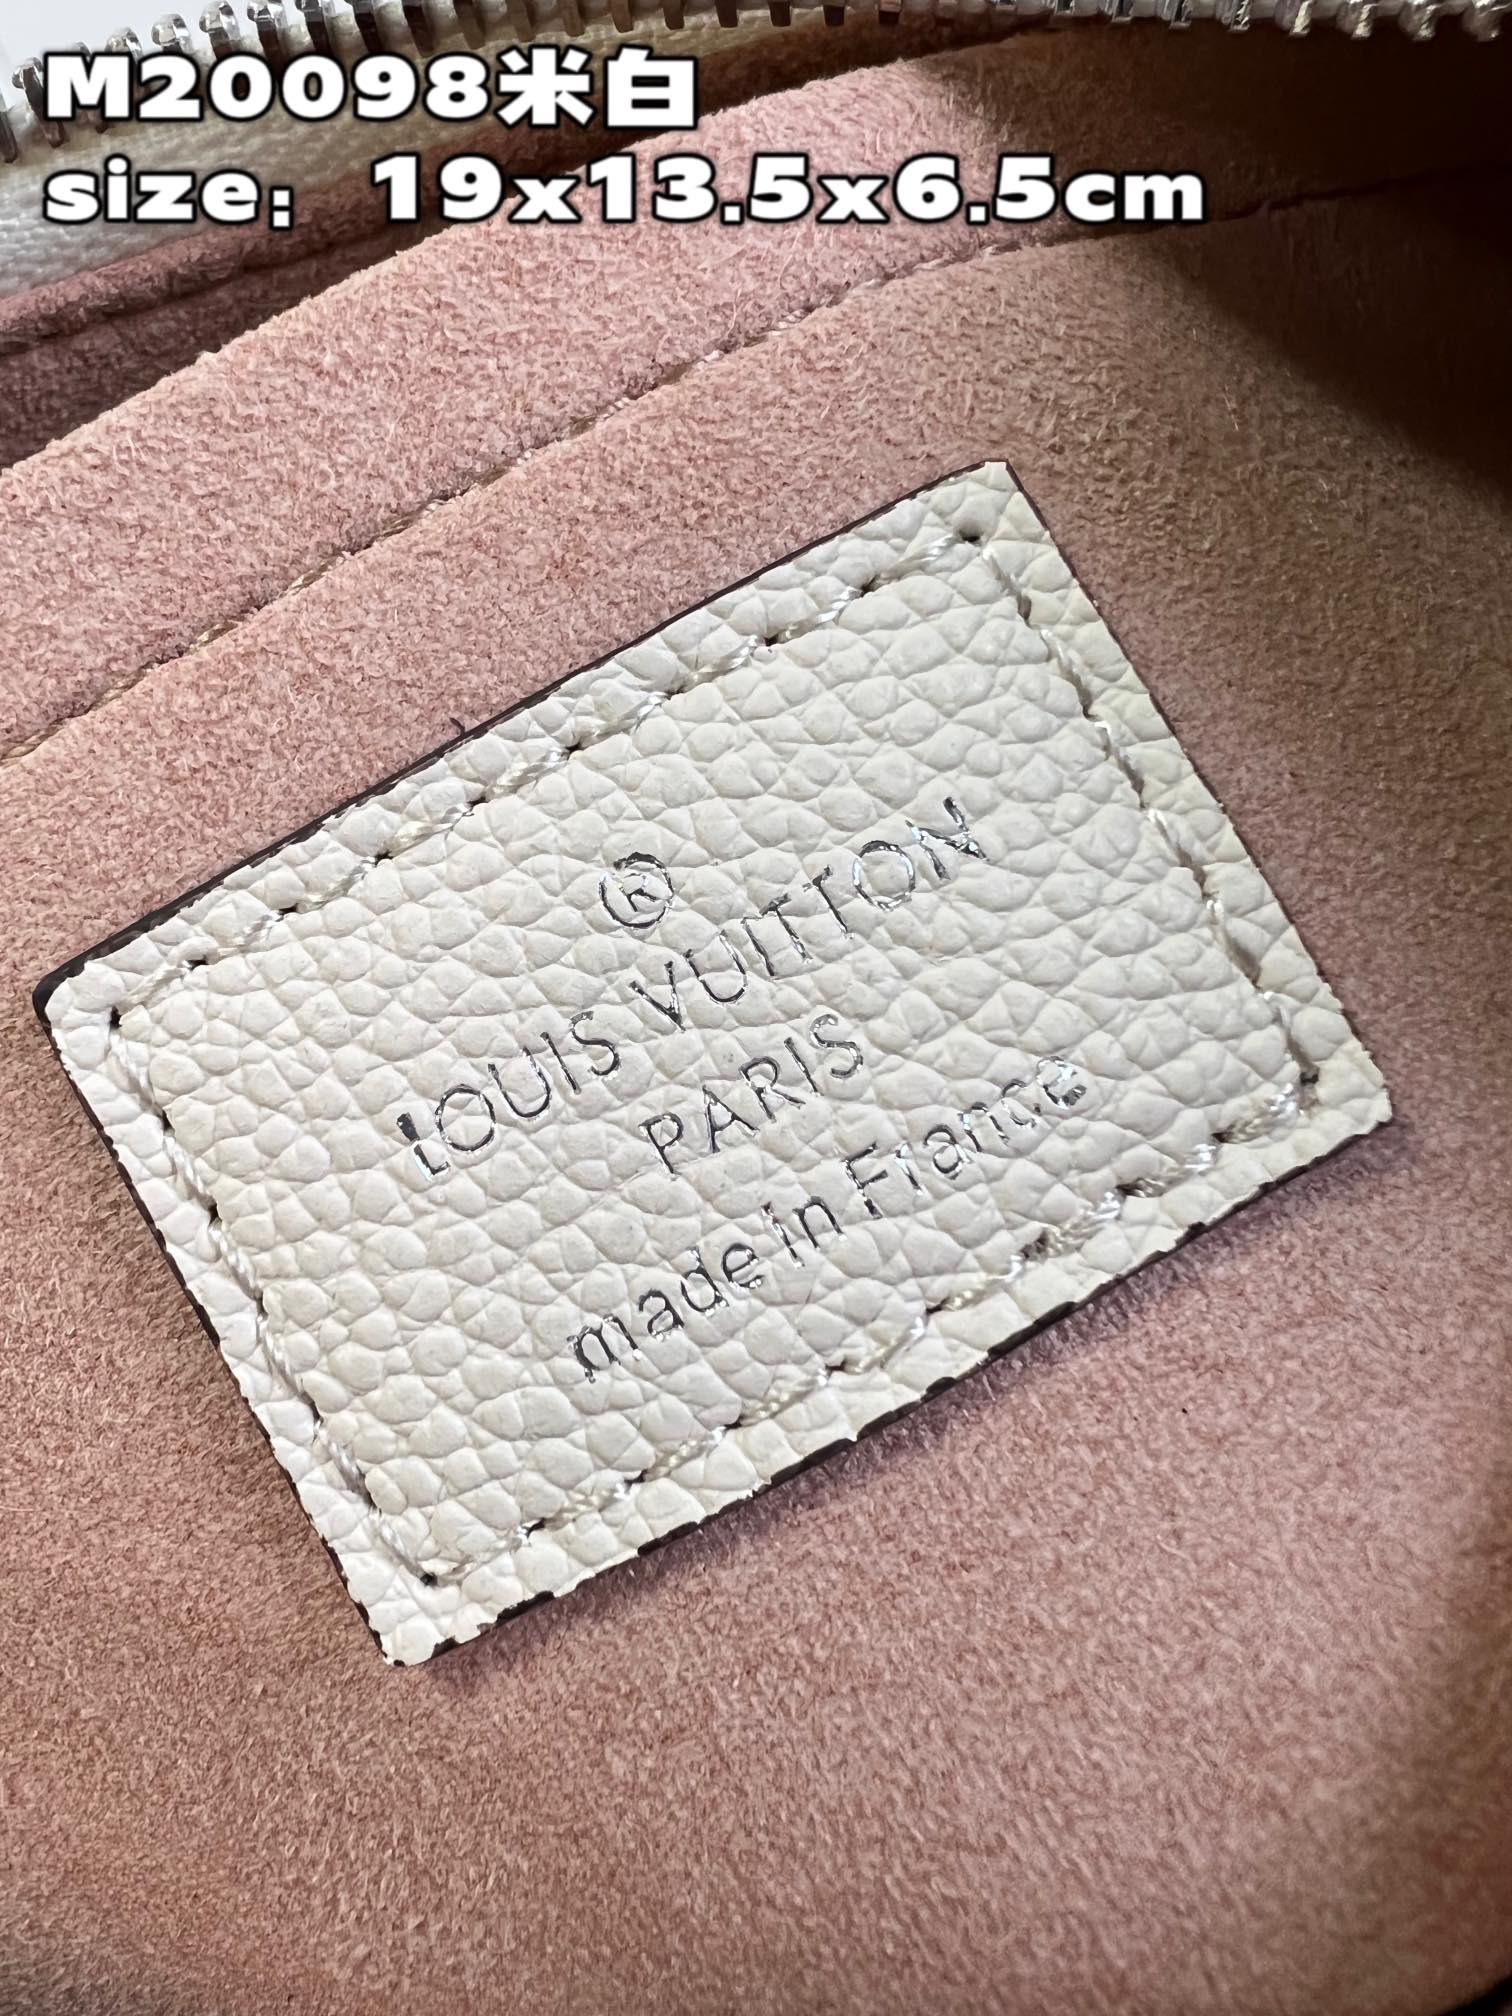 M20098米白
size：19x13.5x6.5cm
®
LOUIS VUITTON
PARIS
made in France